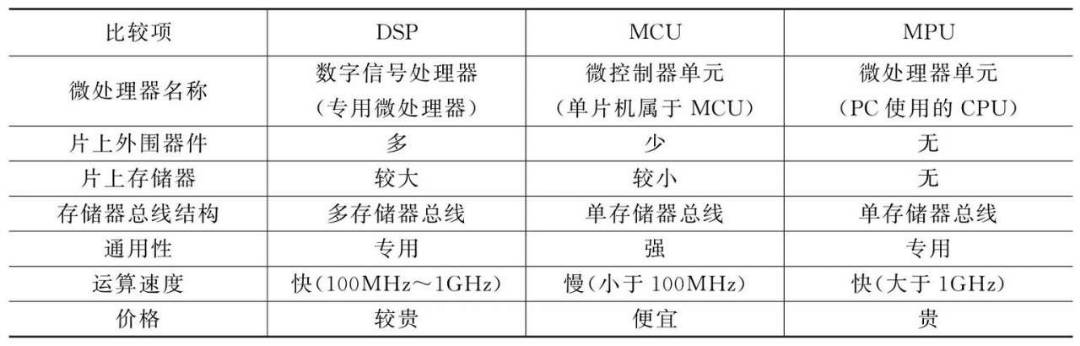 比较项 DSP MCU MPU
微处理器名称 数字信号处理器（专用微处理器） 微控制器单元（单片机属于 MCU） 微处理器单元（PC 使用的 CPU）
片上外围器件 多 少 无
片上存储器 较大 较小 无
存储器总线结构 多存储器总线 单存储器总线 单存储器总线
通用性 专用 强 专用
运算速度 快(100MHz～1GHz) 慢(小于 100MHz) 快(大于 1GHz)
价格 较贵 便宜 贵